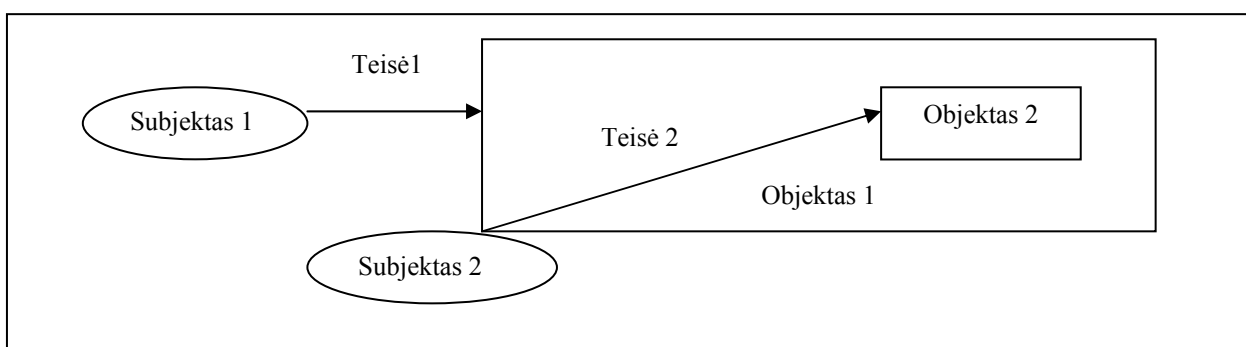 Teisė1
Subjektas 1
Objektas 2
Teisė 2
Objektas 1
Subjektas 2